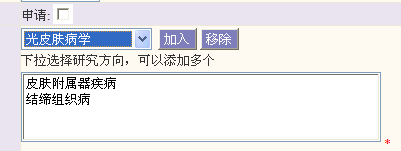 申请:
光皮肤病学 加入 移除
下拉选择研究方向，可以添加多个
皮肤附属器疾病
结缔组织病
*